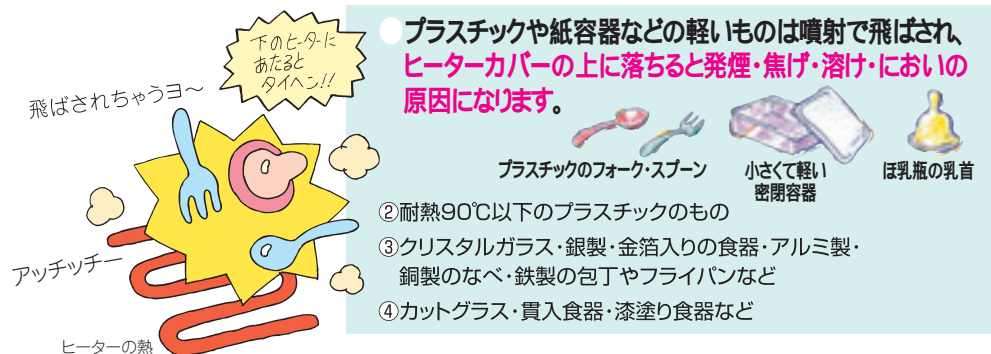 下のヒーターに
あたると
タイヘン!!
飛ばされちゃうヨ〜
アッチッチー
ヒーターの熱
プラスチックや紙容器などの軽いものは噴射で飛ばされ、
ヒーターカバーの上に落ちると発煙・焦げ・溶け・においの
原因になります。
プラスチックのフォーク・スプーン
小さくて軽い
密閉容器
ほ乳瓶の乳首
②耐熱90℃以下のプラスチックのもの
③クリスタルガラス・銀製・金箔入りの食器・アルミ製・
銅製のなべ・鉄製の包丁やフライパンなど
④カットグラス・貫入食器・漆塗り食器など